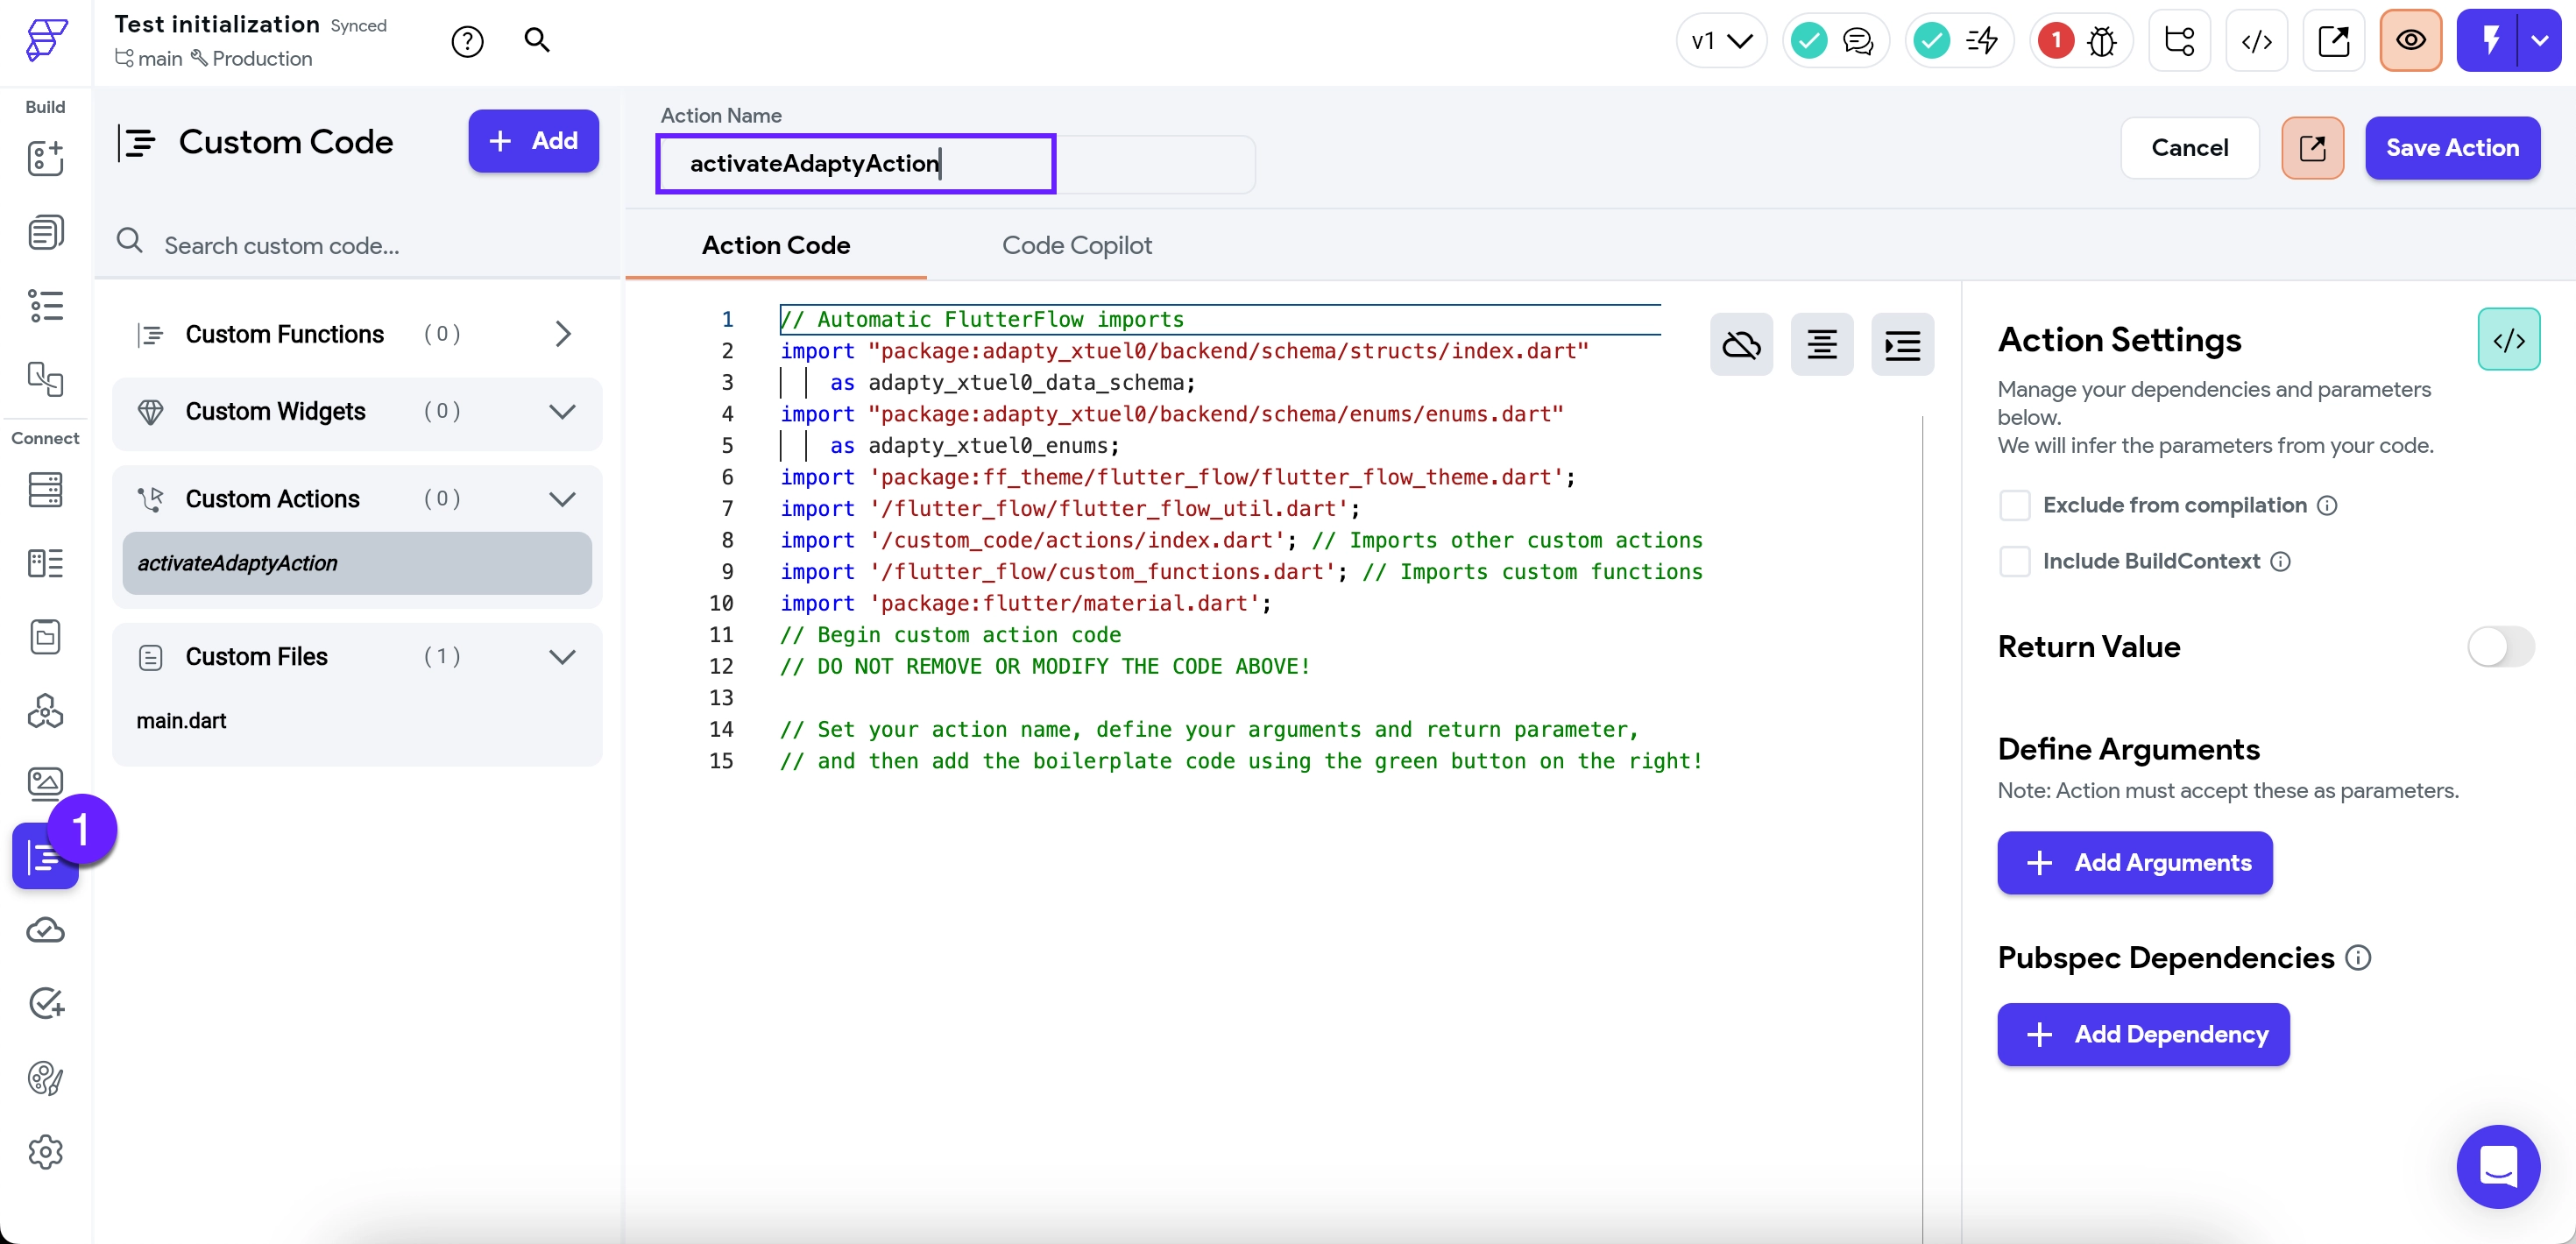 Test initialization Synced
main Production
v1
1
Build
Connect
1
Custom Code
Add
Search custom code...
Custom Functions (0)
Custom Widgets (0)
Custom Actions (0)
activateAdaptyAction
Custom Files (1)
main.dart
Action Name
activateAdaptyAction
Cancel
Save Action
Action Code
Code Copilot
1 // Automatic FlutterFlow imports
2 import "package:adapty_xtuel0/backend/schema/structs/index.dart"
3 as adapty_xtuel0_data_schema;
4 import "package:adapty_xtuel0/backend/schema/enums/enums.dart"
5 as adapty_xtuel0_enums;
6 import 'package:ff_theme/flutter_flow/flutter_flow_theme.dart';
7 import '/flutter_flow/flutter_flow_util.dart';
8 import '/custom_code/actions/index.dart'; // Imports other custom actions
9 import '/flutter_flow/custom_functions.dart'; // Imports custom functions
10 import 'package:flutter/material.dart';
11 // Begin custom action code
12 // DO NOT REMOVE OR MODIFY THE CODE ABOVE!
13
14 // Set your action name, define your arguments and return parameter,
15 // and then add the boilerplate code using the green button on the right!
Action Settings
Manage your dependencies and parameters
below.
We will infer the parameters from your code.
Exclude from compilation
Include BuildContext
Return Value
Define Arguments
Note: Action must accept these as parameters.
Add Arguments
Pubspec Dependencies
Add Dependency